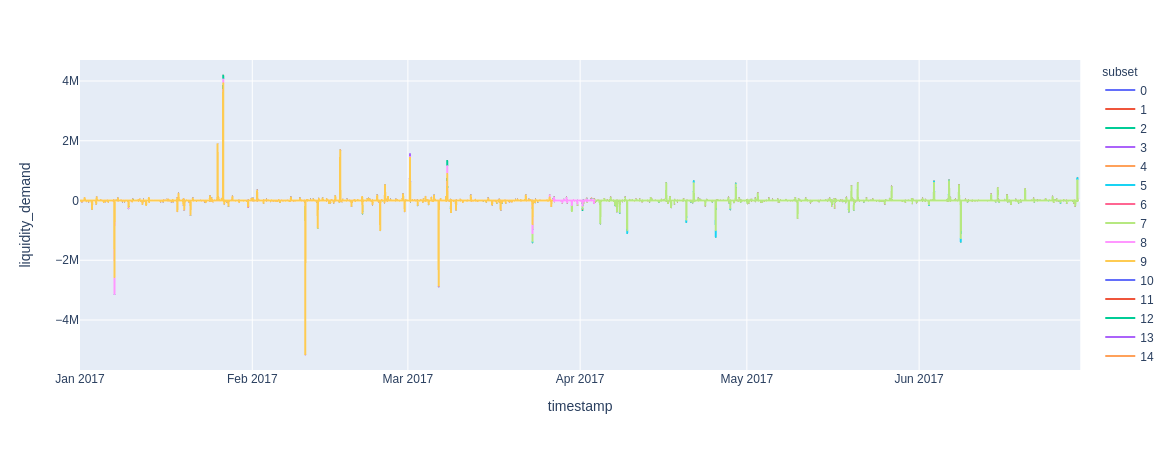 subset
0
1
2
3
4
5
6
7
8
9
10
11
12
13
14
4M
2M
0
−2M
−4M
liquidity_demand
Jan 2017 Feb 2017 Mar 2017 Apr 2017 May 2017 Jun 2017
timestamp